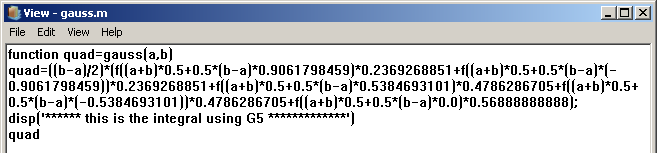 View - gauss.m
File Edit View Help
function quad=gauss(a,b)
quad=((b-a)/2)*(f((a+b)*0.5+0.5*(b-a)*0.9061798459)*0.2369268851+f((a+b)*0.5+0.5*(b-a)*(-
0.9061798459))*0.2369268851+f((a+b)*0.5+0.5*(b-a)*0.5384693101)*0.4786286705+f((a+b)*0.5+
0.5*(b-a)*(-0.5384693101))*0.4786286705+f((a+b)*0.5+0.5*(b-a)*0.0)*0.56888888888);
disp('****** this is the integral using G5 *************')
quad